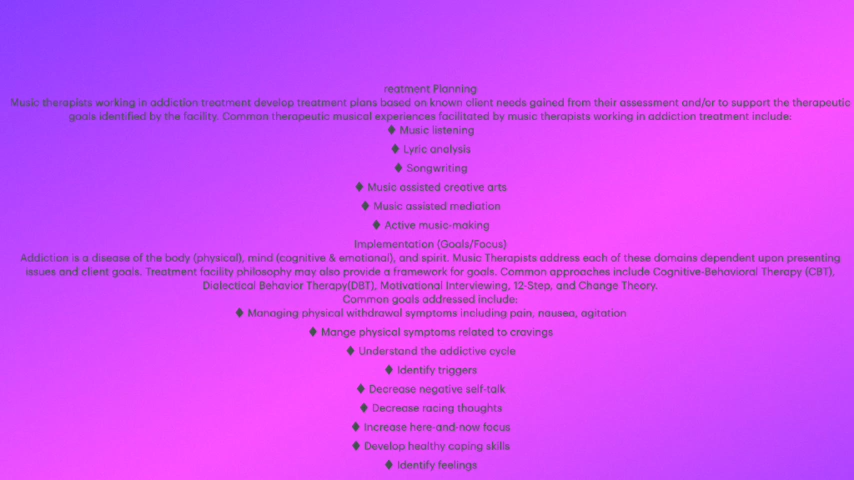 reatment Planning
Music therapists working in addiction treatment develop treatment plans based on known client needs gained from their assessment and/or to support the therapeutic
goals identified by the facility. Common therapeutic musical experiences facilitated by music therapists working in addiction treatment include:
♦ Music listening
♦ Lyric analysis
♦ Songwriting
♦ Music assisted creative arts
♦ Music assisted mediation
♦ Active music-making
Implementation (Goals/Focus)
Addiction is a disease of the body (physical), mind (cognitive & emotional), and spirit. Music Therapists address each of these domains dependent upon presenting
issues and client goals. Treatment facility philosophy may also provide a framework for goals. Common approaches include Cognitive-Behavioral Therapy (CBT),
Dialectical Behavior Therapy(DBT), Motivational Interviewing, 12-Step, and Change Theory.
Common goals addressed include:
♦ Managing physical withdrawal symptoms including pain, nausea, agitation
♦ Mange physical symptoms related to cravings
♦ Understand the addictive cycle
♦ Identify triggers
♦ Decrease negative self-talk
♦ Decrease racing thoughts
♦ Increase here-and-now focus
♦ Develop healthy coping skills
♦ Identify feelings